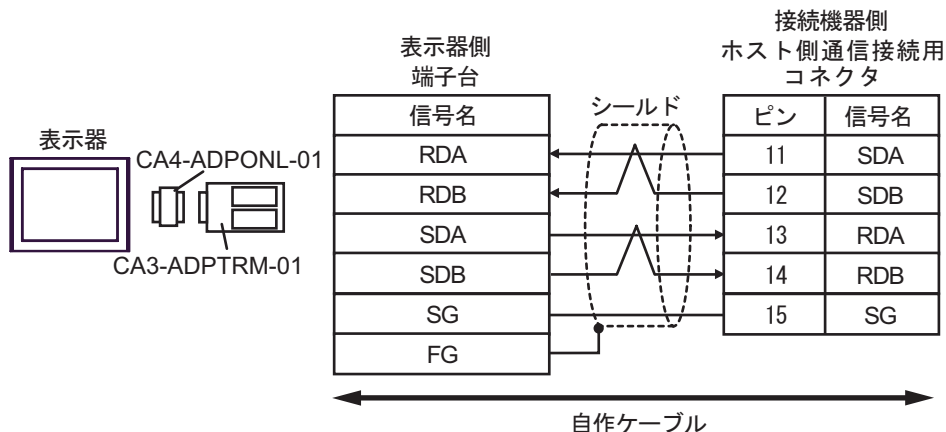 表示器
CA4-ADPONL-01
CA3-ADPTRM-01
表示器側
端子台
信号名
RDA
RDB
SDA
SDB
SG
FG
シールド
接続機器側
ホスト側通信接続用
コネクタ
ピン 信号名
11 SDA
12 SDB
13 RDA
14 RDB
15 SG
自作ケーブル